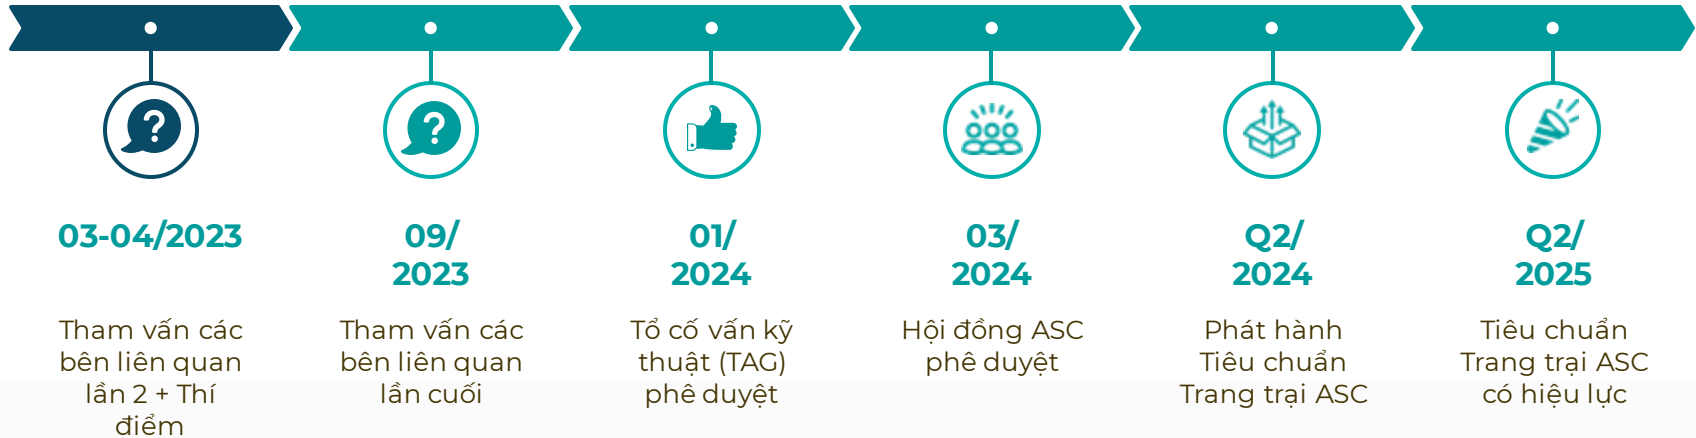 03-04/2023
Tham vấn các
bên liên quan
lần 2 + Thí
điểm
09/
2023
Tham vấn các
bên liên quan
lần cuối
01/
2024
Tổ cố vấn kỹ
thuật (TAG)
phê duyệt
03/
2024
Hội đồng ASC
phê duyệt
Q2/
2024
Phát hành
Tiêu chuẩn
Trang trại ASC
Q2/
2025
Tiêu chuẩn
Trang trại ASC
có hiệu lực